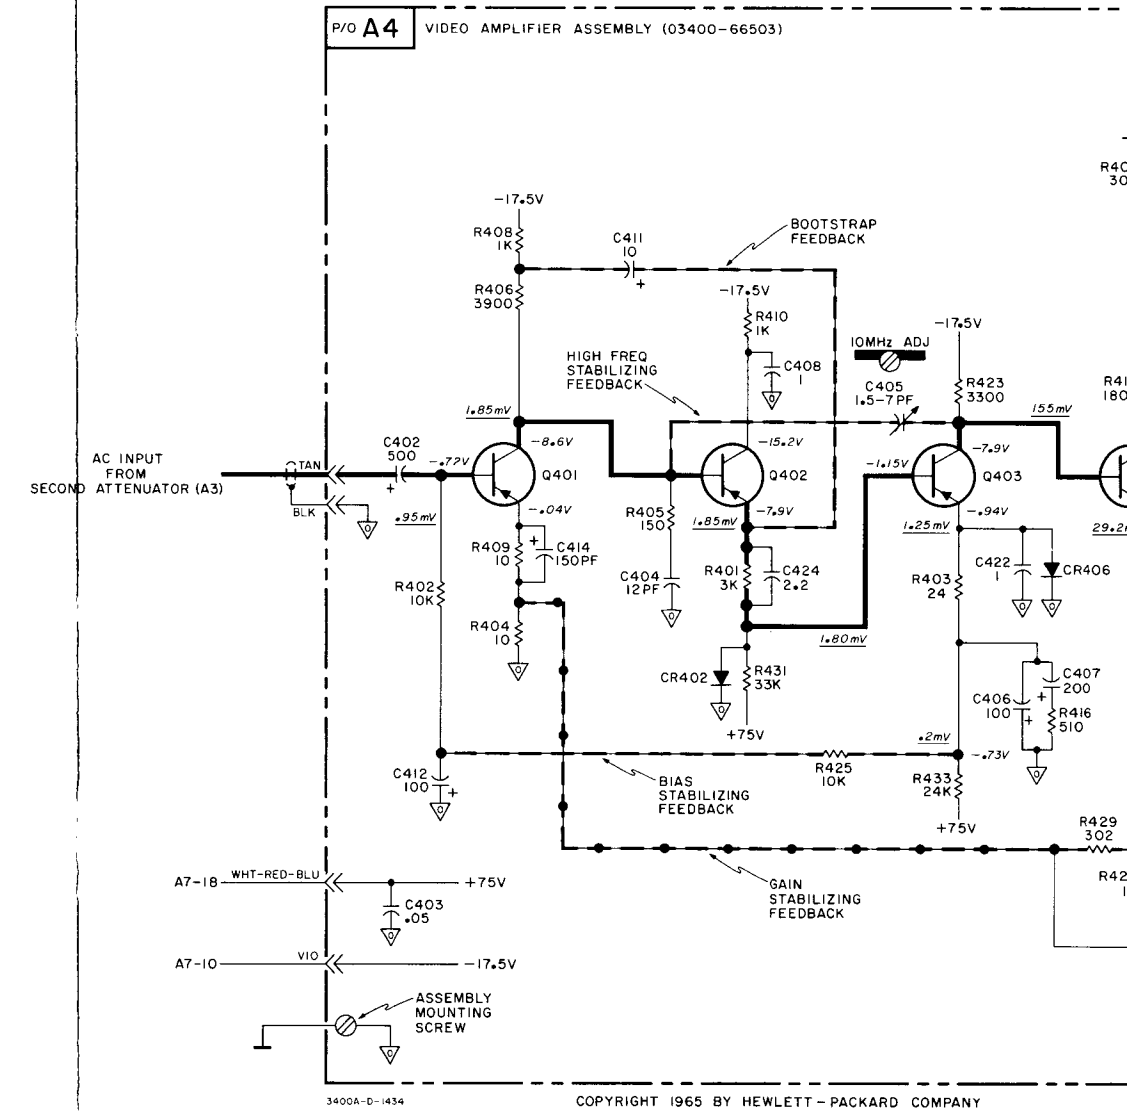 P/O A4 VIDEO AMPLIFIER ASSEMBLY (03400-66503)
-17.5V
R408
1K
C411
10
+
BOOTSTRAP
FEEDBACK
R406
3900
-17.5V
R410
1K
-17.5V
10MHz ADJ
HIGH FREQ
STABILIZING
FEEDBACK
C408
1
C405
1.5-7PF
R423
3300
1.85mV
155mV
-8.6V
-15.2V
-7.9V
AC INPUT
FROM
SECOND ATTENUATOR (A3)
TAN
BLK
C402
500
+
-.72V
.95mV
Q401
Q402
-1.15V
Q403
-.04V
R405
150
1.85mV
-7.9V
1.25mV
-.94V
29.2
R409
10
+
C414
150PF
R402
10K
C404
12PF
R401
3K
C424
2.2
R403
24
C422
1
CR406
R404
10
1.80mV
CR402
R431
33K
+75V
C406
100
+
C407
200
+
R416
510
.2mV
-.73V
C412
100
+
BIAS
STABILIZING
FEEDBACK
R425
10K
R433
24K
+75V
R429
302
GAIN
STABILIZING
FEEDBACK
A7-18 WHT-RED-BLU +75V
C403
.05
A7-10 VIO -17.5V
ASSEMBLY
MOUNTING
SCREW
3400A-D-1434
COPYRIGHT 1965 BY HEWLETT-PACKARD COMPANY